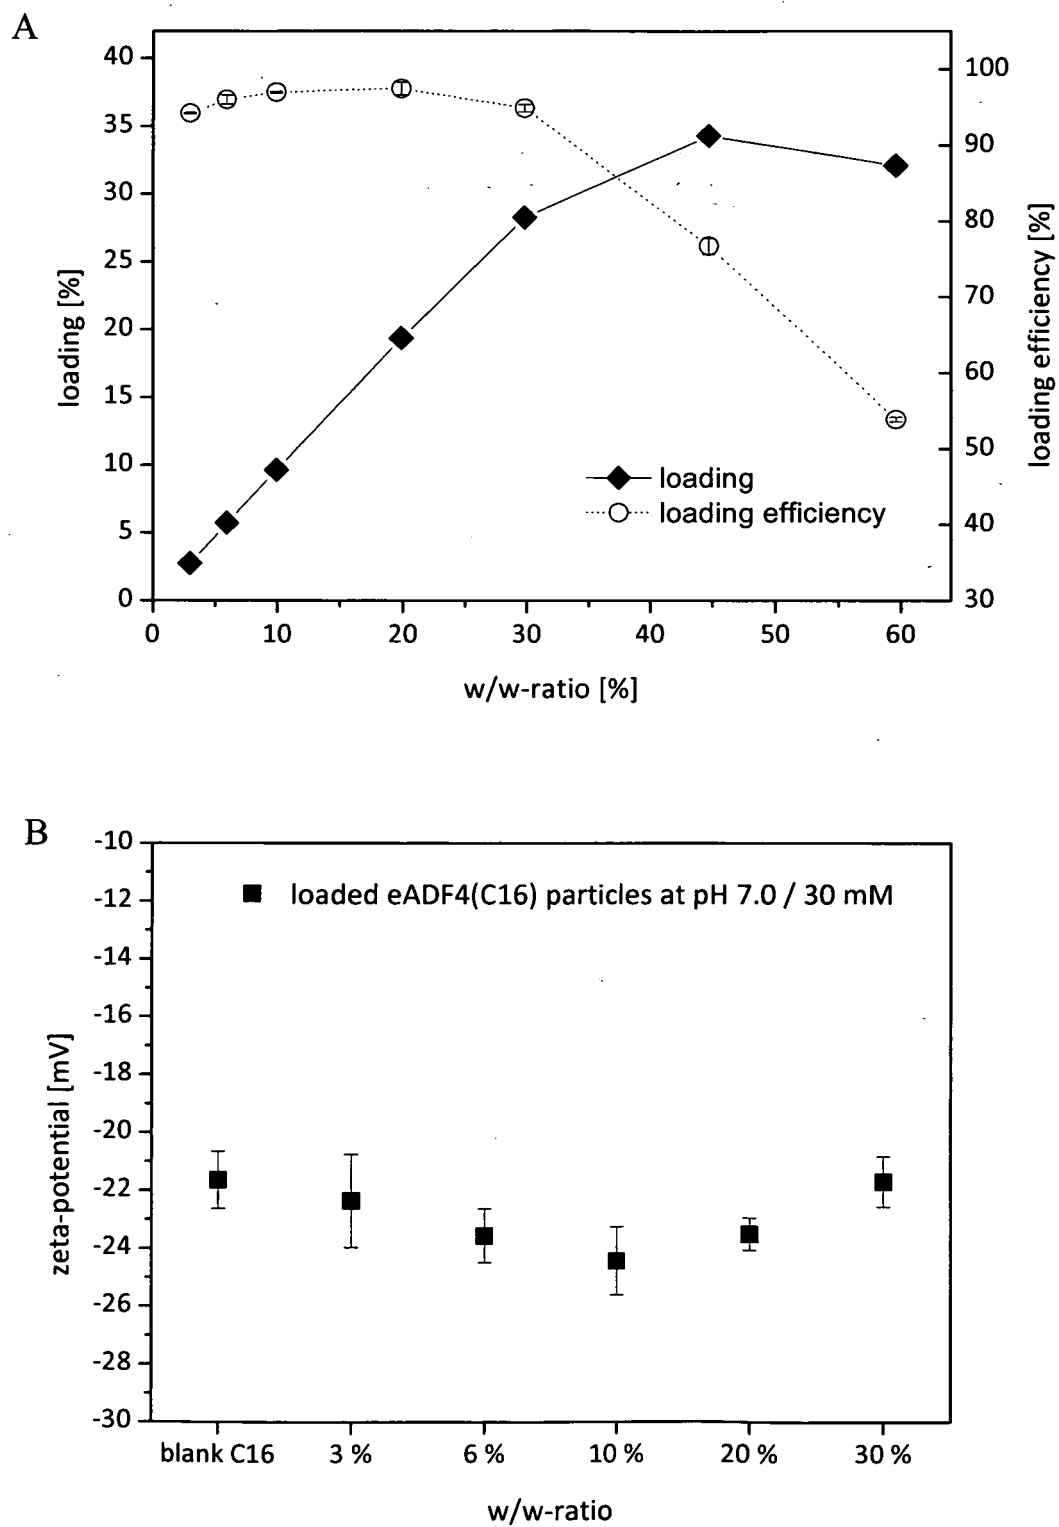 A
40
35
30
25
20
15
10
5
0
loading [%]
100
90
80
70
60
50
40
30
loading efficiency [%]
loading
loading efficiency
0 10 20 30 40 50 60
w/w-ratio [%]
B
-10
-12
-14
-16
-18
-20
-22
-24
-26
-28
-30
zeta-potential [mV]
loaded eADF4(C16) particles at pH 7.0 / 30 mM
blank C16 3 % 6 % 10 % 20 % 30 %
w/w-ratio